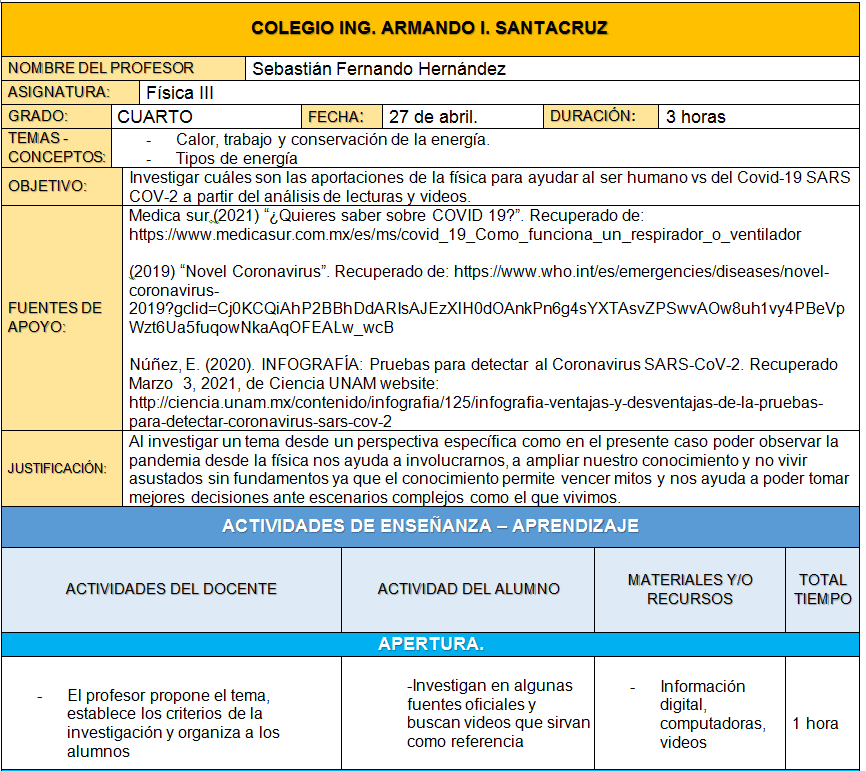 COLEGIO ING. ARMANDO I. SANTACRUZ
NOMBRE DEL PROFESOR Sebastián Fernando Hernández
ASIGNATURA: Física III
GRADO: CUARTO FECHA: 27 de abril. DURACIÓN: 3 horas
TEMAS -
CONCEPTOS:
- Calor, trabajo y conservación de la energía.
- Tipos de energía
OBJETIVO:
Investigar cuáles son las aportaciones de la física para ayudar al ser humano vs del Covid-19 SARS
COV-2 a partir del análisis de lecturas y videos.
FUENTES DE
APOYO:
Medica sur (2021) “¿Quieres saber sobre COVID 19?”. Recuperado de:
https://www.medicasur.com.mx/es/ms/covid_19_Como_funciona_un_respirador_o_ventilador
(2019) “Novel Coronavirus”. Recuperado de: https://www.who.int/es/emergencies/diseases/novel-
coronavirus-
2019?gclid=Cj0KCQiAhP2BBhDdARIsAJEzXIH0dOAnkPn6g4sYXTAsvZPSwvAOw8uh1vy4PBeVp
Wzt6Ua5fuqowNkaAqOFEALw_wcB
Núñez, E. (2020). INFOGRAFÍA: Pruebas para detectar al Coronavirus SARS-CoV-2. Recuperado
Marzo 3, 2021, de Ciencia UNAM website:
http://ciencia.unam.mx/contenido/infografia/125/infografia-ventajas-y-desventajas-de-la-pruebas-
para-detectar-coronavirus-sars-cov-2
JUSTIFICACIÓN:
Al investigar un tema desde un perspectiva específica como en el presente caso poder observar la
pandemia desde la física nos ayuda a involucrarnos, a ampliar nuestro conocimiento y no vivir
asustados sin fundamentos ya que el conocimiento permite vencer mitos y nos ayuda a poder tomar
mejores decisiones ante escenarios complejos como el que vivimos.
ACTIVIDADES DE ENSEÑANZA – APRENDIZAJE
ACTIVIDADES DEL DOCENTE
ACTIVIDAD DEL ALUMNO
MATERIALES Y/O
RECURSOS
TOTAL
TIEMPO
APERTURA.
- El profesor propone el tema,
establece los criterios de la
investigación y organiza a los
alumnos
-Investigan en algunas
fuentes oficiales y
buscan videos que sirvan
como referencia
- Información
digital,
computadoras,
videos
1 hora